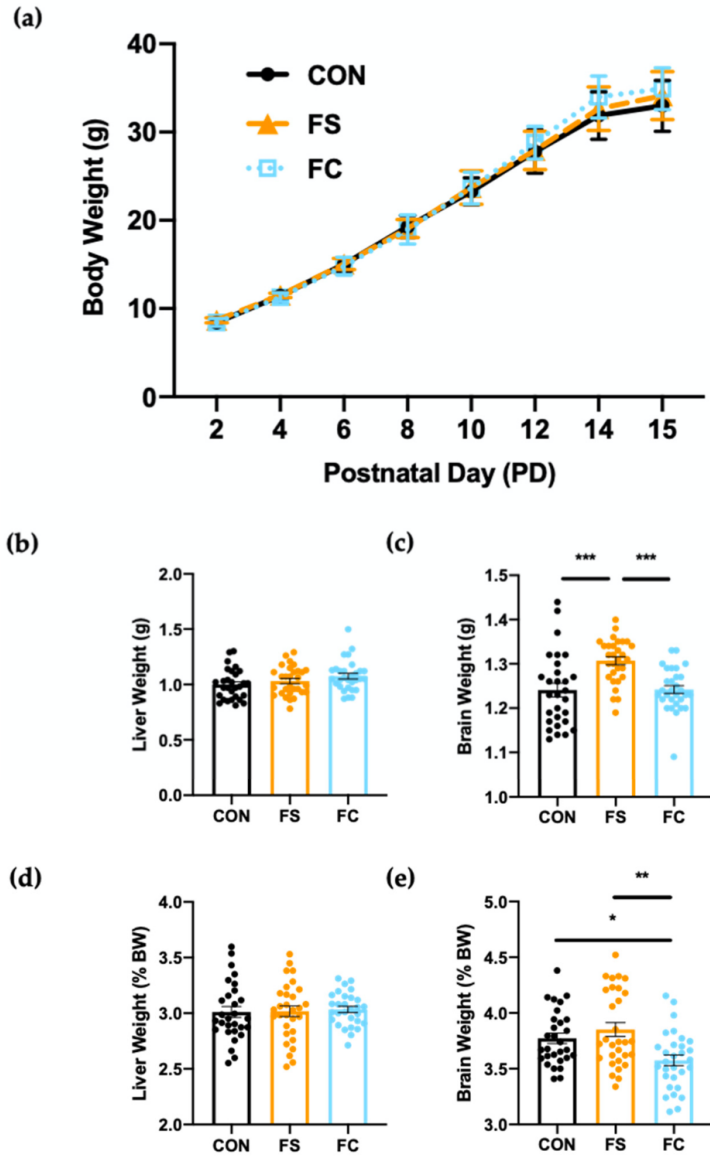 (a)
40
30
20
10
0
Body Weight (g)
CON
FS
FC
2 4 6 8 10 12 14 15
Postnatal Day (PD)
(b)
2.0
1.5
1.0
0.5
0.0
Liver Weight (g)
CON FS FC
(c)
*** ***
1.5
1.4
1.3
1.2
1.1
1.0
Brain Weight (g)
CON FS FC
(d)
4.0
3.5
3.0
2.5
2.0
Liver Weight (% BW)
CON FS FC
(e)
**
*
5.0
4.5
4.0
3.5
3.0
Brain Weight (% BW)
CON FS FC